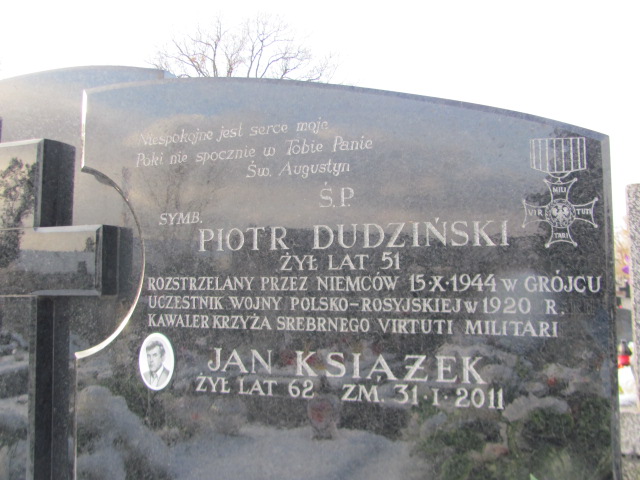 Niespokojne jest serce moje
Póki nie spocznie w Tobie Panie
Św. Augustyn
Ś.P.
SYMB.
PIOTR DUDZIŃSKI
ŻYŁ LAT 51
ROZSTRZELANY PRZEZ NIEMCÓW 15.X.1944 W GRÓJCU
UCZESTNIK WOJNY POLSKO-ROSYJSKIEJ W 1920 R.
KAWALER KRZYŻA SREBRNEGO VIRTUTI MILITARI
VIRTUTI MILITARI
JAN KSIĄŻEK
ŻYŁ LAT 62 ZM. 31.I.2011